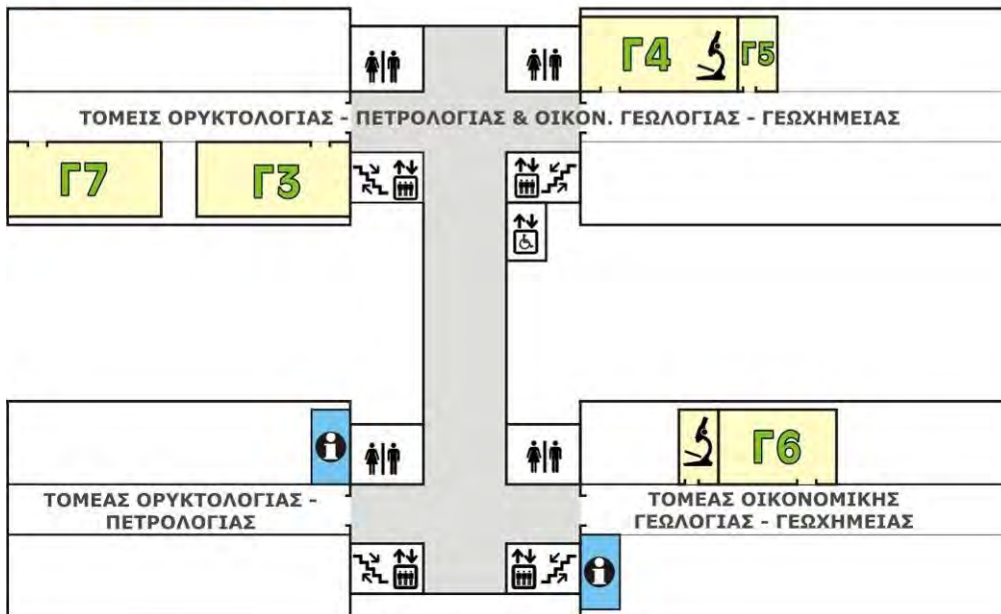 Γ4
Γ5
ΤΟΜΕΙΣ ΟΡΥΚΤΟΛΟΓΙΑΣ - ΠΕΤΡΟΛΟΓΙΑΣ & ΟΙΚΟΝ. ΓΕΩΛΟΓΙΑΣ - ΓΕΩΧΗΜΕΙΑΣ
Γ7
Γ3
Γ6
ΤΟΜΕΑΣ ΟΡΥΚΤΟΛΟΓΙΑΣ -
ΠΕΤΡΟΛΟΓΙΑΣ
ΤΟΜΕΑΣ ΟΙΚΟΝΟΜΙΚΗΣ
ΓΕΩΛΟΓΙΑΣ - ΓΕΩΧΗΜΕΙΑΣ